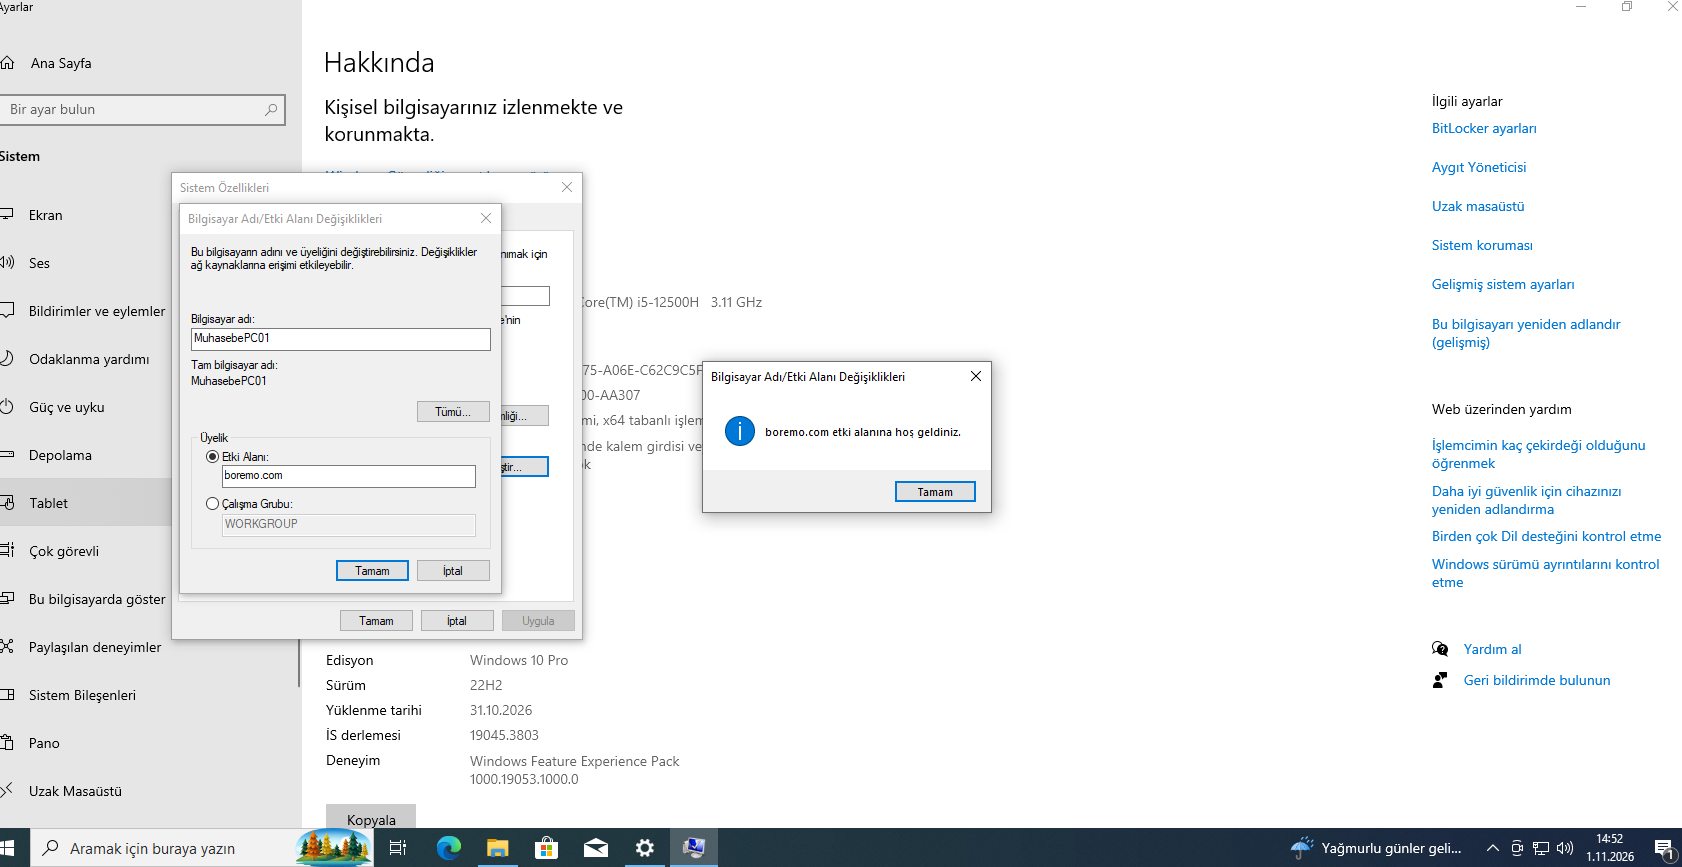 Ayarlar
Ana Sayfa
Bir ayar bulun
Sistem
Ekran
Ses
Bildirimler ve eylemler
Odaklanma yardımı
Güç ve uyku
Depolama
Tablet
Çok görevli
Bu bilgisayarda göster
Paylaşılan deneyimler
Sistem Bileşenleri
Pano
Uzak Masaüstü
Hakkında
Kişisel bilgisayarınız izlenmekte ve
korunmakta.
Sistem Özellikleri
Bilgisayar Adı/Etki Alanı Değişiklikleri
Bu bilgisayarın adını ve üyeliğini değiştirebilirsiniz. Değişiklikler
ağ kaynaklarına erişimi etkileyebilir.
Bilgisayar adı:
MuhasebePC01
Tam bilgisayar adı:
MuhasebePC01
Tümü...
Üyelik
Etki Alanı:
boremo.com
Çalışma Grubu:
WORKGROUP
Tamam İptal
için
e'nin
liği...
tir...
Tamam İptal Uygula
Core(TM) i5-12500H 3.11 GHz
75-A06E-C62C9C5F
00-AA307
mi, x64 tabanlı işlem
nde kalem girdisi ve
k
Bilgisayar Adı/Etki Alanı Değişiklikleri
boremo.com etki alanına hoş geldiniz.
Tamam
Edisyon Windows 10 Pro
Sürüm 22H2
Yüklenme tarihi 31.10.2026
İS derlemesi 19045.3803
Deneyim Windows Feature Experience Pack
1000.19053.1000.0
Kopyala
İlgili ayarlar
BitLocker ayarları
Aygıt Yöneticisi
Uzak masaüstü
Sistem koruması
Gelişmiş sistem ayarları
Bu bilgisayarı yeniden adlandır
(gelişmiş)
Web üzerinden yardım
İşlemcimin kaç çekirdeği olduğunu
öğrenmek
Daha iyi güvenlik için cihazınızı
yeniden adlandırma
Birden çok Dil desteğini kontrol etme
Windows sürümü ayrıntılarını kontrol
etme
Yardım al
Geri bildirimde bulunun
Aramak için buraya yazın
Yağmurlu günler geli...
14:52
1.11.2026
1